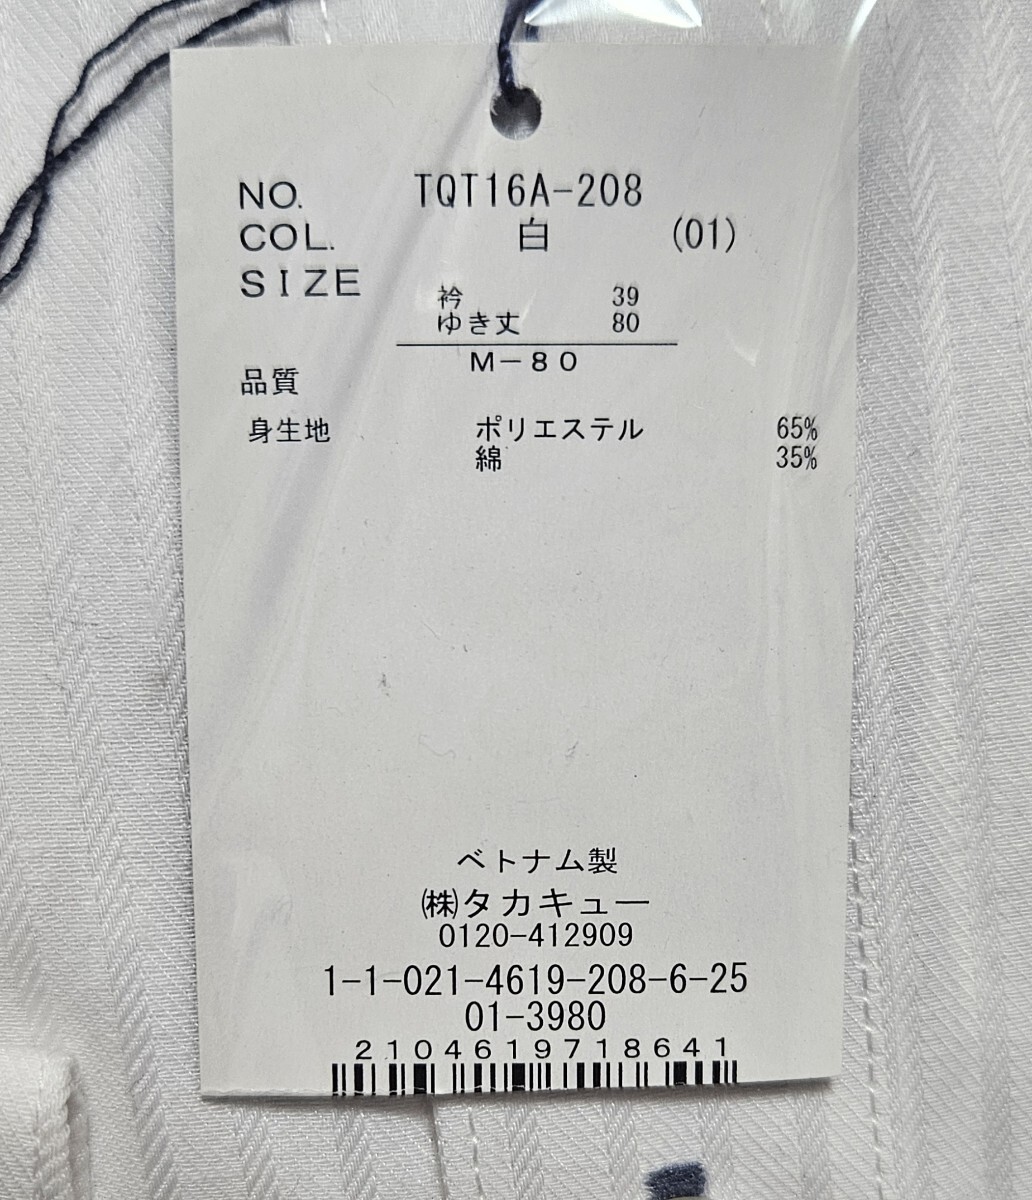 NO. TQT16A-208
COL. 白 (01)
SIZE
衿 39
ゆき丈 80
M-80
品質
身生地 ポリエステル 65%
綿 35%
ベトナム製
㈱タカキュー
0120-412909
1-1-021-4619-208-6-25
01-3980
2104619718641